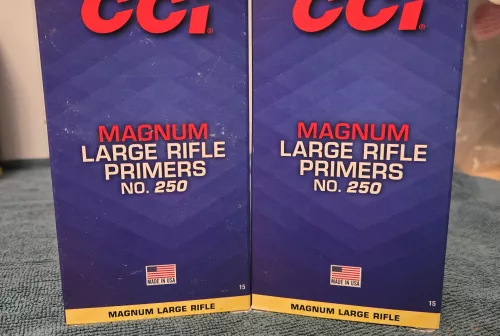 CCI
MAGNUM
LARGE RIFLE
PRIMERS
NO. 250
MADE IN USA
15
MAGNUM LARGE RIFLE
CCI
MAGNUM
LARGE RIFLE
PRIMERS
NO. 250
MADE IN USA
15
MAGNUM LARGE RIFLE